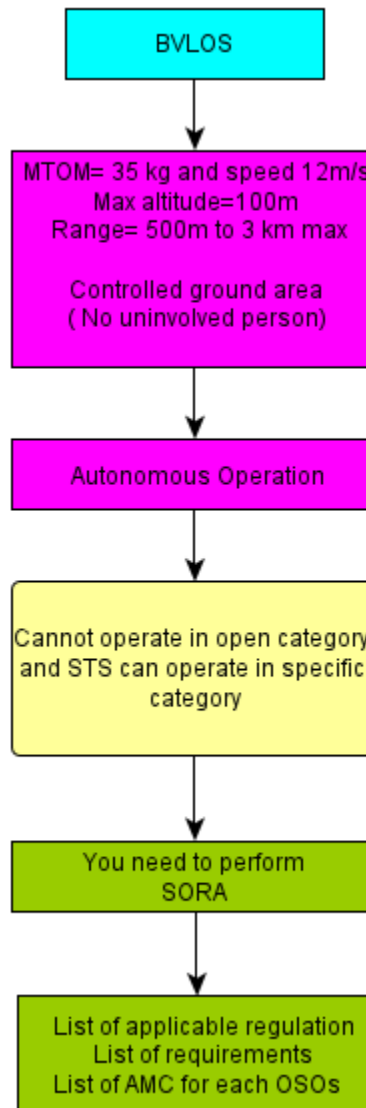 BVLOS
MTOM= 35 kg and speed 12m/s
Max altitude=100m
Range= 500m to 3 km max
Controlled ground area
( No uninvolved person)
Autonomous Operation
Cannot operate in open category
and STS can operate in specific
category
You need to perform
SORA
List of applicable regulation
List of requirements
List of AMC for each OSOs